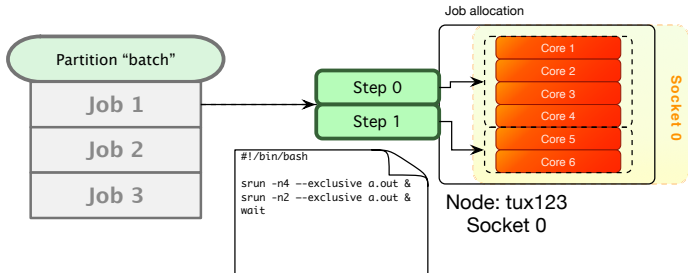 Job allocation
Partition “batch”
Job 1
Job 2
Job 3
Step 0
Step 1
Core 1
Core 2
Core 3
Core 4
Core 5
Core 6
Socket 0
#!/bin/bash
srun -n4 --exclusive a.out &
srun -n2 --exclusive a.out &
wait
Node: tux123
Socket 0